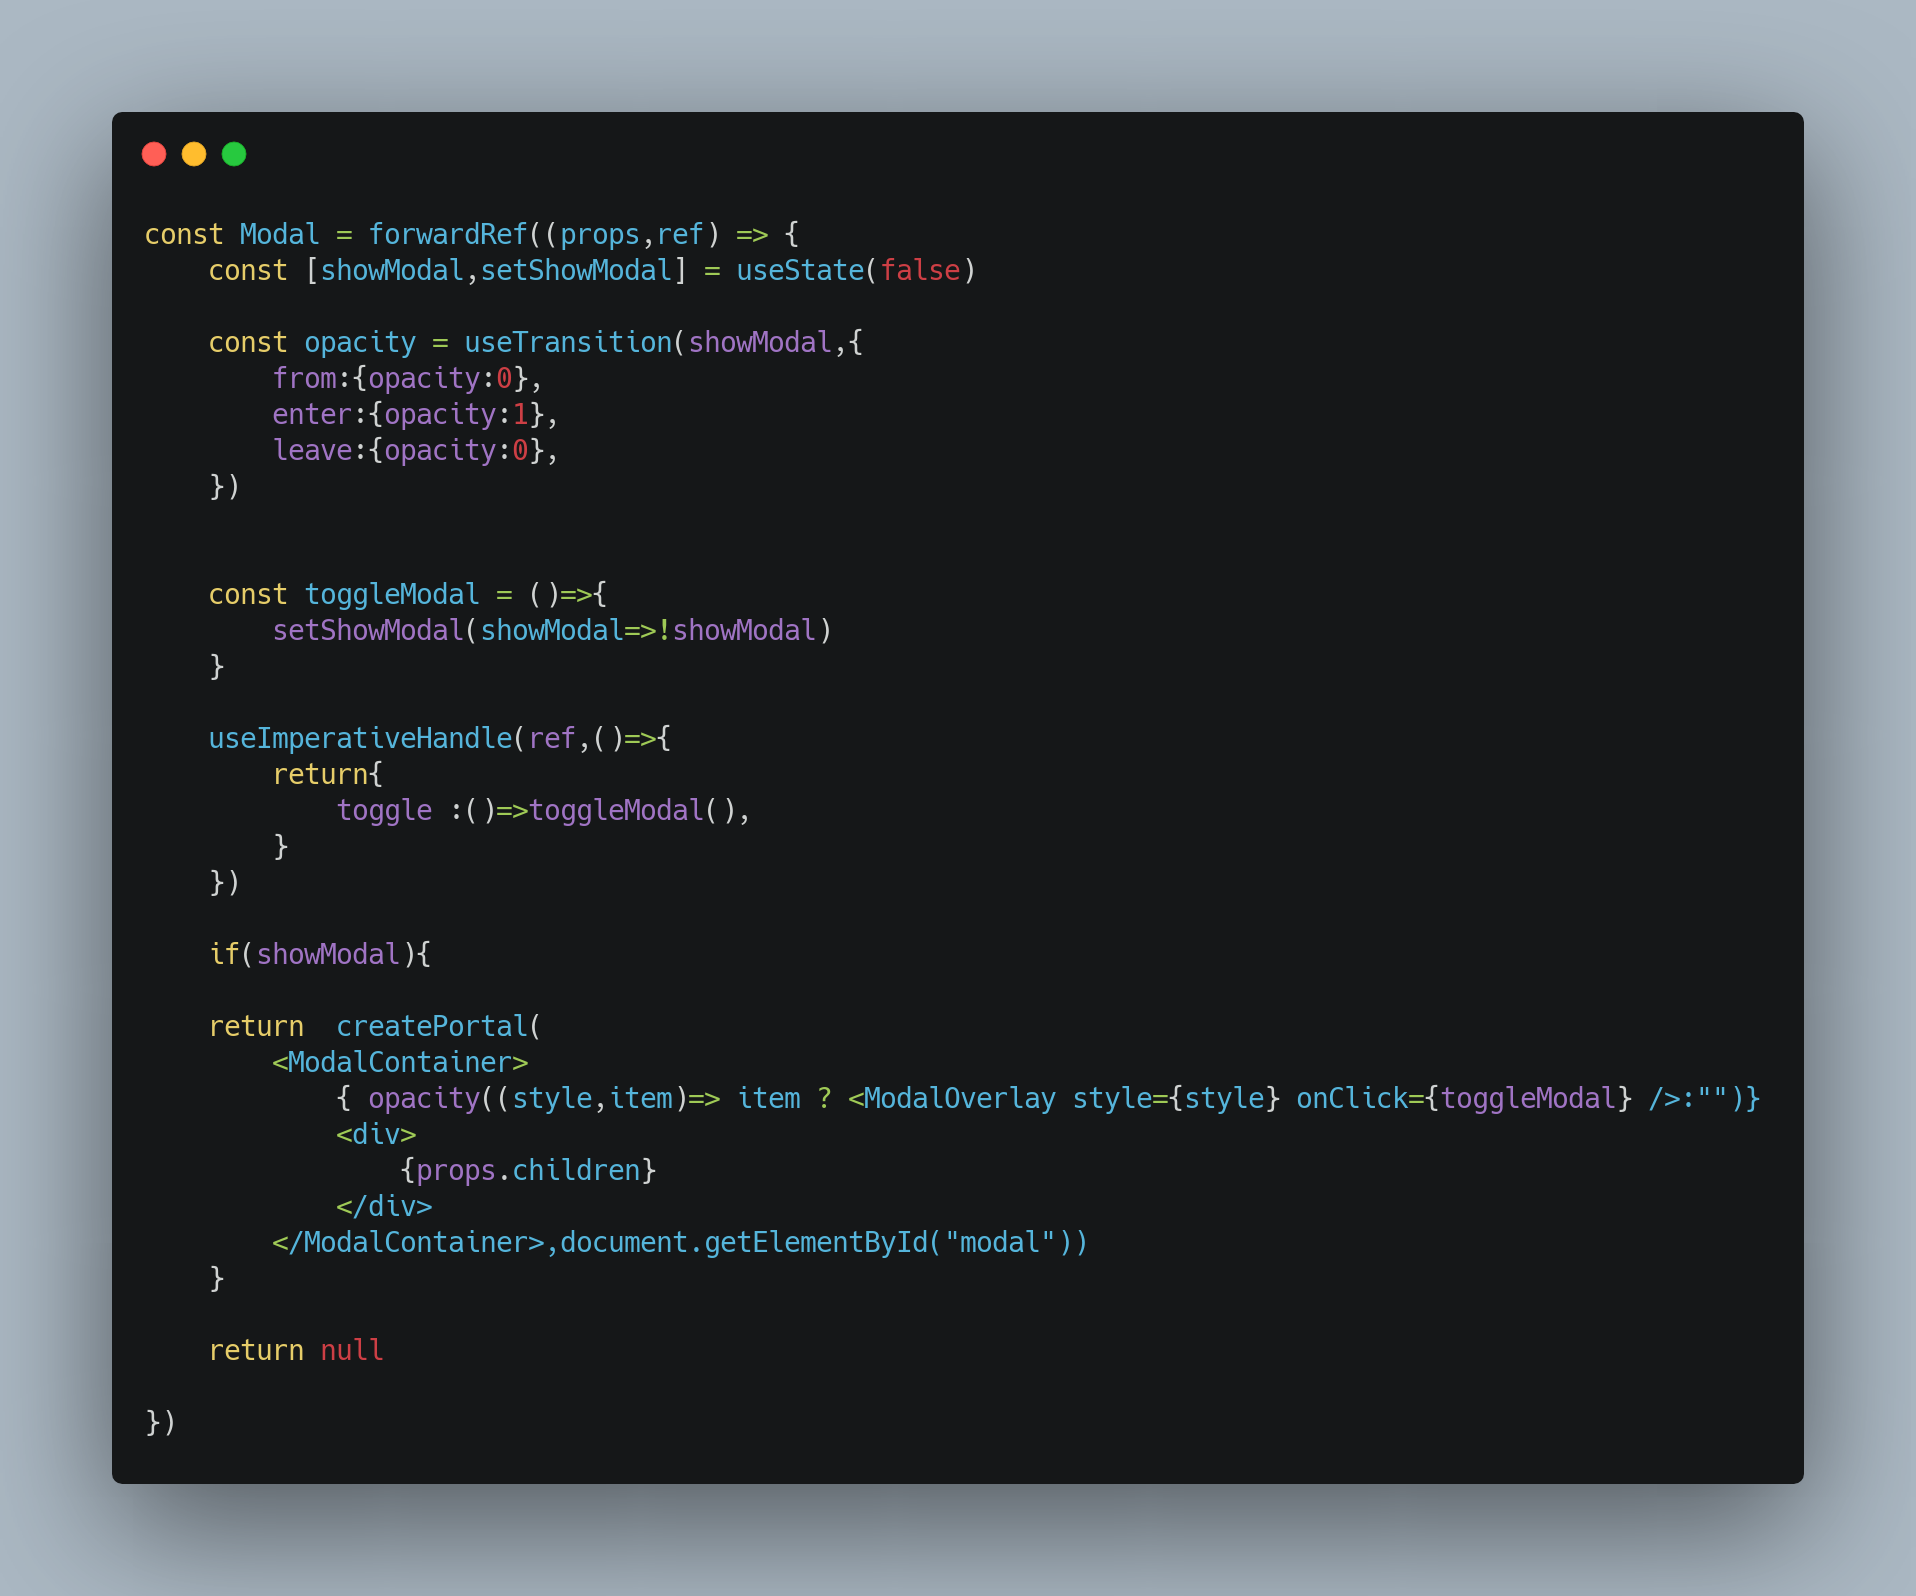 const Modal = forwardRef((props,ref) => {
    const [showModal,setShowModal] = useState(false)

    const opacity = useTransition(showModal,{
        from:{opacity:0},
        enter:{opacity:1},
        leave:{opacity:0},
    })


    const toggleModal = ()=>{
        setShowModal(showModal=>!showModal)
    }

    useImperativeHandle(ref,()=>{
        return{
            toggle :()=>toggleModal(),
        }
    })

    if(showModal){

    return  createPortal(
        <ModalContainer>
            { opacity((style,item)=> item ? <ModalOverlay style={style} onClick={toggleModal} />:"")}
            <div>
                {props.children}
            </div>
        </ModalContainer>,document.getElementById("modal"))
    }

    return null

})